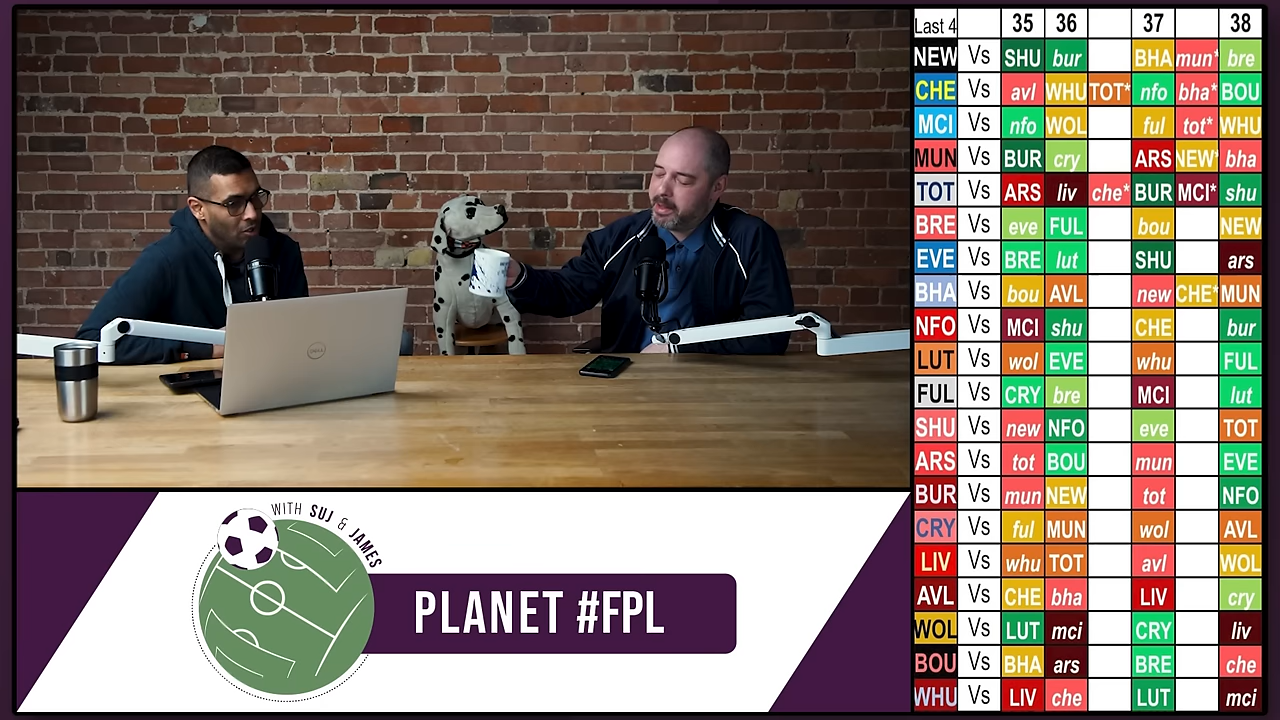 Last 4 35 36 37 38
NEW Vs SHU bur BHA mun* bre
CHE Vs avl WHU TOT* nfo bha* BOU
MCI Vs nfo WOL ful tot* WHU
MUN Vs BUR cry ARS NEW* bha
TOT Vs ARS liv che* BUR MCI* shu
BRE Vs eve FUL bou NEW
EVE Vs BRE lut SHU ars
BHA Vs bou AVL new CHE* MUN
NFO Vs MCI shu CHE bur
LUT Vs wol EVE whu FUL
FUL Vs CRY bre MCI lut
SHU Vs new NFO eve TOT
ARS Vs tot BOU mun EVE
BUR Vs mun NEW tot NFO
CRY Vs ful MUN wol AVL
LIV Vs whu TOT avl WOL
AVL Vs CHE bha LIV cry
WOL Vs LUT mci CRY liv
BOU Vs BHA ars BRE che
WHU Vs LIV che LUT mci
DELL
WITH SUJ & JAMES
PLANET #FPL